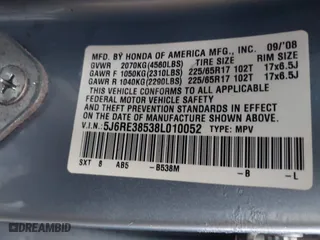 MFD. BY HONDA OF AMERICA MFG., INC. 09/'08
GVWR 2070KG(4560LBS) TIRE SIZE RIM SIZE
GAWR F 1050KG(2310LBS) 225/65R17 102T 17x6.5J
GAWR R 1040KG(2290LBS) 225/65R17 102T 17x6.5J
THIS VEHICLE CONFORMS TO ALL APPLICABLE
FEDERAL MOTOR VEHICLE SAFETY AND
THEFT PREVENTION STANDARDS IN EFFECT ON
THE DATE OF MANUFACTURE SHOWN ABOVE.
V.I.N.: 5J6RE38538L010052 TYPE: MPV
SXT 8 AB5 -B538M -B -L
DREAMBID